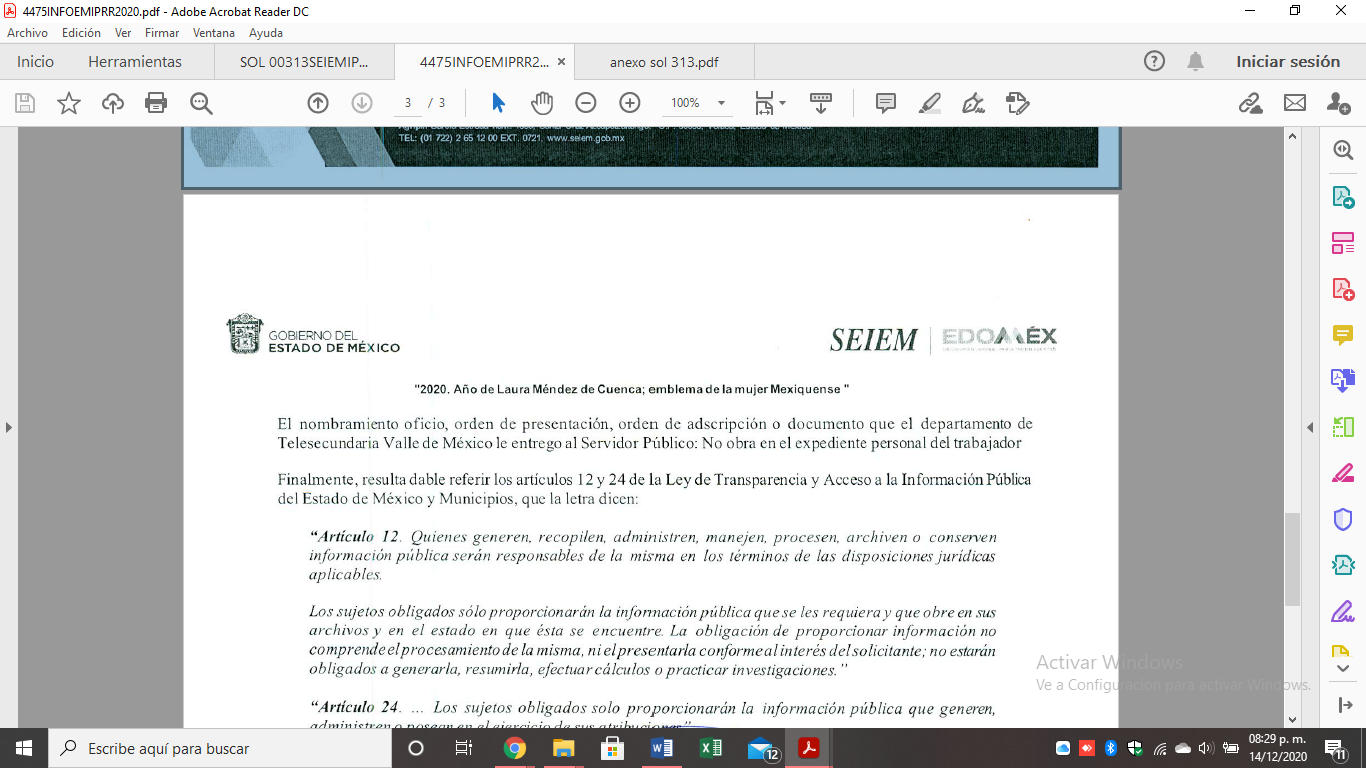 4475INFOEMIPRR2020.pdf - Adobe Acrobat Reader DC
Archivo Edición Ver Firmar Ventana Ayuda
Inicio Herramientas SOL 00313SEIEMIP... 4475INFOEMIPRR2... × anexo sol 313.pdf Iniciar sesión
3 / 3 100%
TEL: (01 722) 2 65 12 00 EXT. 0721. www.seiem.gob.mx
GOBIERNO DEL
ESTADO DE MÉXICO
SEIEM EDOMÉX
"2020. Año de Laura Méndez de Cuenca; emblema de la mujer Mexiquense "
El nombramiento oficio, orden de presentación, orden de adscripción o documento que el departamento de
Telesecundaria Valle de México le entrego al Servidor Público: No obra en el expediente personal del trabajador
Finalmente, resulta dable referir los artículos 12 y 24 de la Ley de Transparencia y Acceso a la Información Pública
del Estado de México y Municipios, que la letra dicen:
“Artículo 12. Quienes generen, recopilen, administren, manejen, procesen, archiven o conserven
información pública serán responsables de la misma en los términos de las disposiciones jurídicas
aplicables.
Los sujetos obligados sólo proporcionarán la información pública que se les requiera y que obre en sus
archivos y en el estado en que ésta se encuentre. La obligación de proporcionar información no
comprende el procesamiento de la misma, ni el presentarla conforme al interés del solicitante; no estarán
obligados a generarla, resumirla, efectuar cálculos o practicar investigaciones.”
“Artículo 24. ... Los sujetos obligados solo proporcionarán la información pública que generen,
administren o posean en el ejercicio de sus atribuciones”
Activar Windows
Ve a Configuración para activar Windows.
Escribe aquí para buscar
12
08:29 p. m.
14/12/2020
11